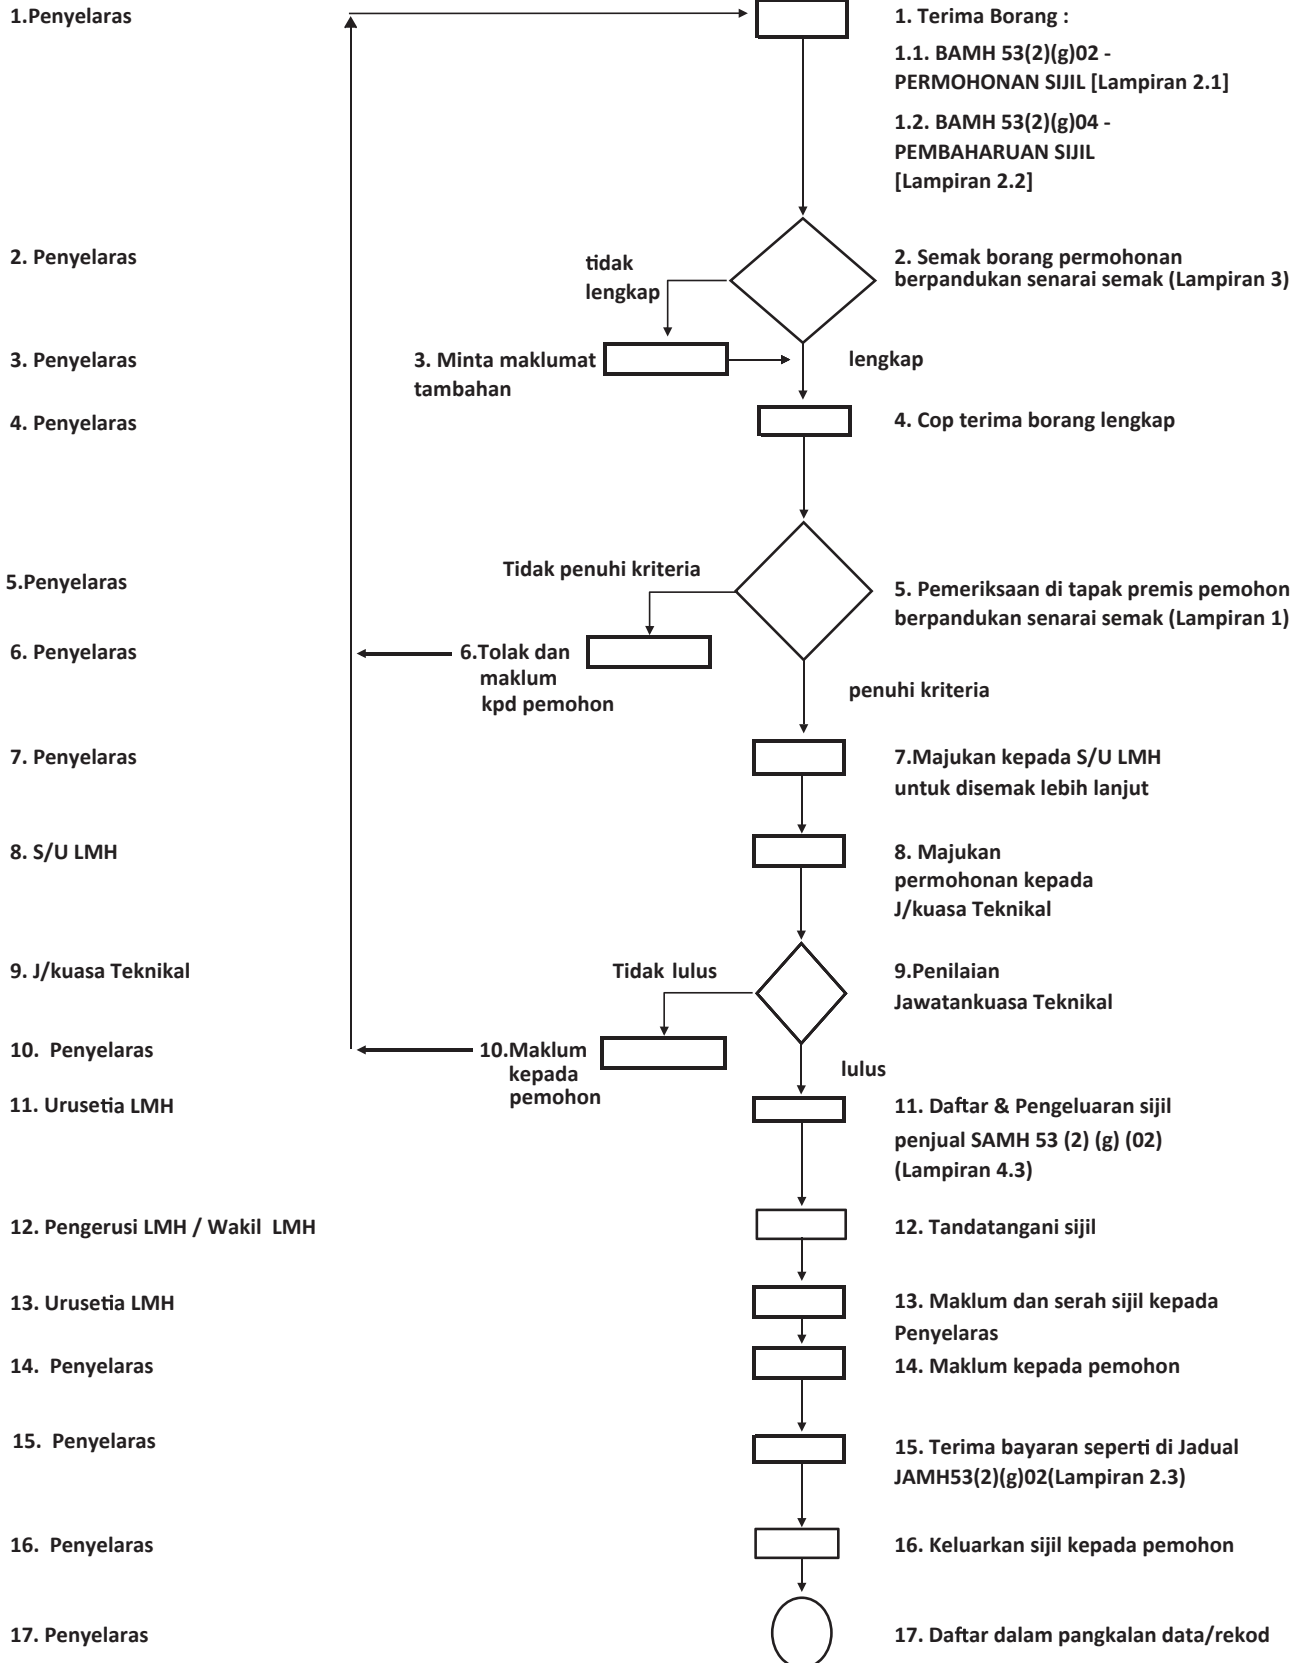 1.Penyelaras
1. Terima Borang :
1.1. BAMH 53(2)(g)02 -
PERMOHONAN SIJIL [Lampiran 2.1]
1.2. BAMH 53(2)(g)04 -
PEMBAHARUAN SIJIL
[Lampiran 2.2]
2. Penyelaras
tidak
lengkap
2. Semak borang permohonan
berpandukan senarai semak (Lampiran 3)
3. Penyelaras
3. Minta maklumat
tambahan
lengkap
4. Penyelaras
4. Cop terima borang lengkap
5.Penyelaras
Tidak penuhi kriteria
5. Pemeriksaan di tapak premis pemohon
berpandukan senarai semak (Lampiran 1)
6. Penyelaras
6.Tolak dan
maklum
kpd pemohon
penuhi kriteria
7. Penyelaras
7.Majukan kepada S/U LMH
untuk disemak lebih lanjut
8. S/U LMH
8. Majukan
permohonan kepada
J/kuasa Teknikal
9. J/kuasa Teknikal
Tidak lulus
9.Penilaian
Jawatankuasa Teknikal
10. Penyelaras
10.Maklum
kepada
pemohon
lulus
11. Urusetia LMH
11. Daftar & Pengeluaran sijil
penjual SAMH 53 (2) (g) (02)
(Lampiran 4.3)
12. Pengerusi LMH / Wakil LMH
12. Tandatangani sijil
13. Urusetia LMH
13. Maklum dan serah sijil kepada
Penyelaras
14. Penyelaras
14. Maklum kepada pemohon
15. Penyelaras
15. Terima bayaran seperti di Jadual
JAMH53(2)(g)02(Lampiran 2.3)
16. Penyelaras
16. Keluarkan sijil kepada pemohon
17. Penyelaras
17. Daftar dalam pangkalan data/rekod